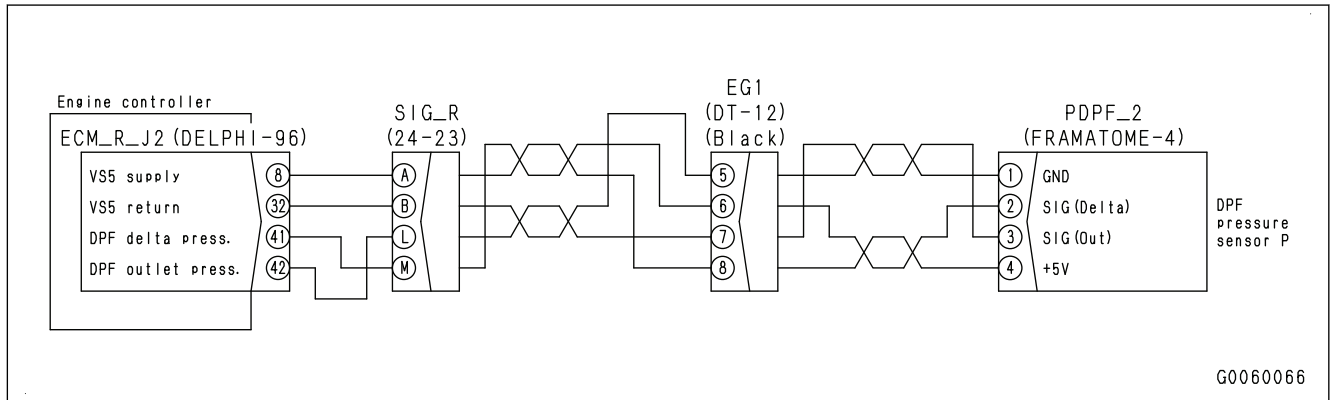 Engine controller
ECM_R_J2 (DELPHI-96)
VS5 supply
8
VS5 return
32
DPF delta press.
41
DPF outlet press.
42
SIG_R
(24-23)
A
B
L
M
EG1
(DT-12)
(Black)
5
6
7
8
PDPF_2
(FRAMATOME-4)
1 GND
2 SIG(Delta)
3 SIG(Out)
4 +5V
DPF
pressure
sensor P
G0060066